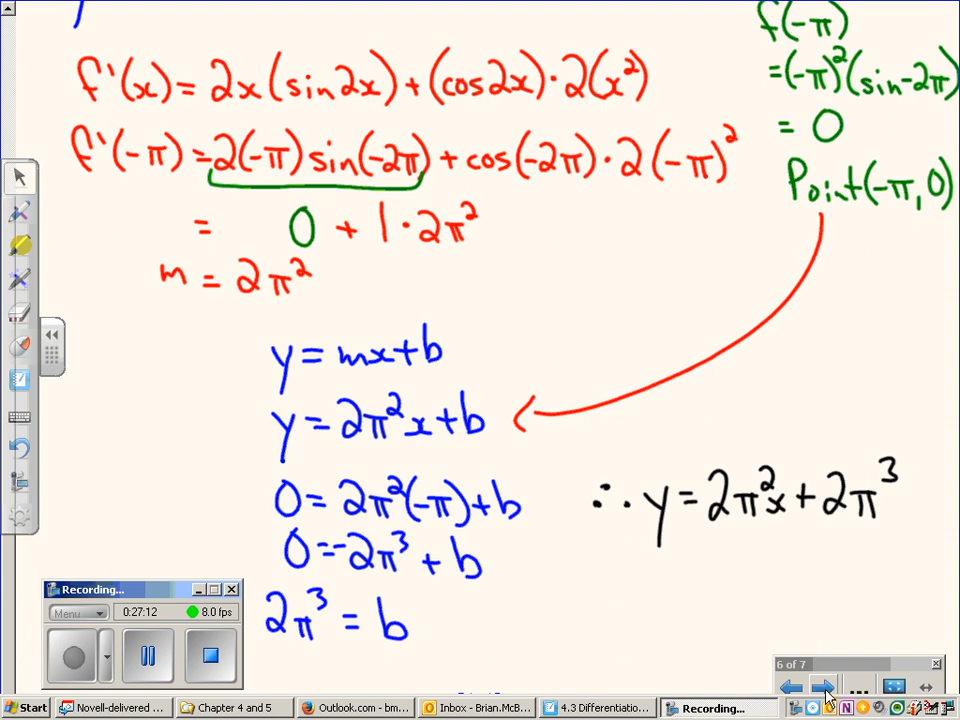 f'(x) = 2x(sin2x) + (cos2x)·2(x²)
f'(-π) = 2(-π)sin(-2π) + cos(-2π)·2(-π)²
= 0 + 1·2π²
m = 2π²
f(-π)
=(-π)²(sin-2π)
= 0
Point(-π, 0)
y = mx+b
y = 2π²x+b
0 = 2π²(-π)+b
0=-2π³ + b
2π³ = b
∴ y = 2π²x + 2π³
Recording...
Menu
0:27:12
8.0 fps
6 of 7
...
Start
Novell-delivered ...
Chapter 4 and 5
Outlook.com - bm...
Inbox - Brian.McB...
4.3 Differentiatio...
Recording...